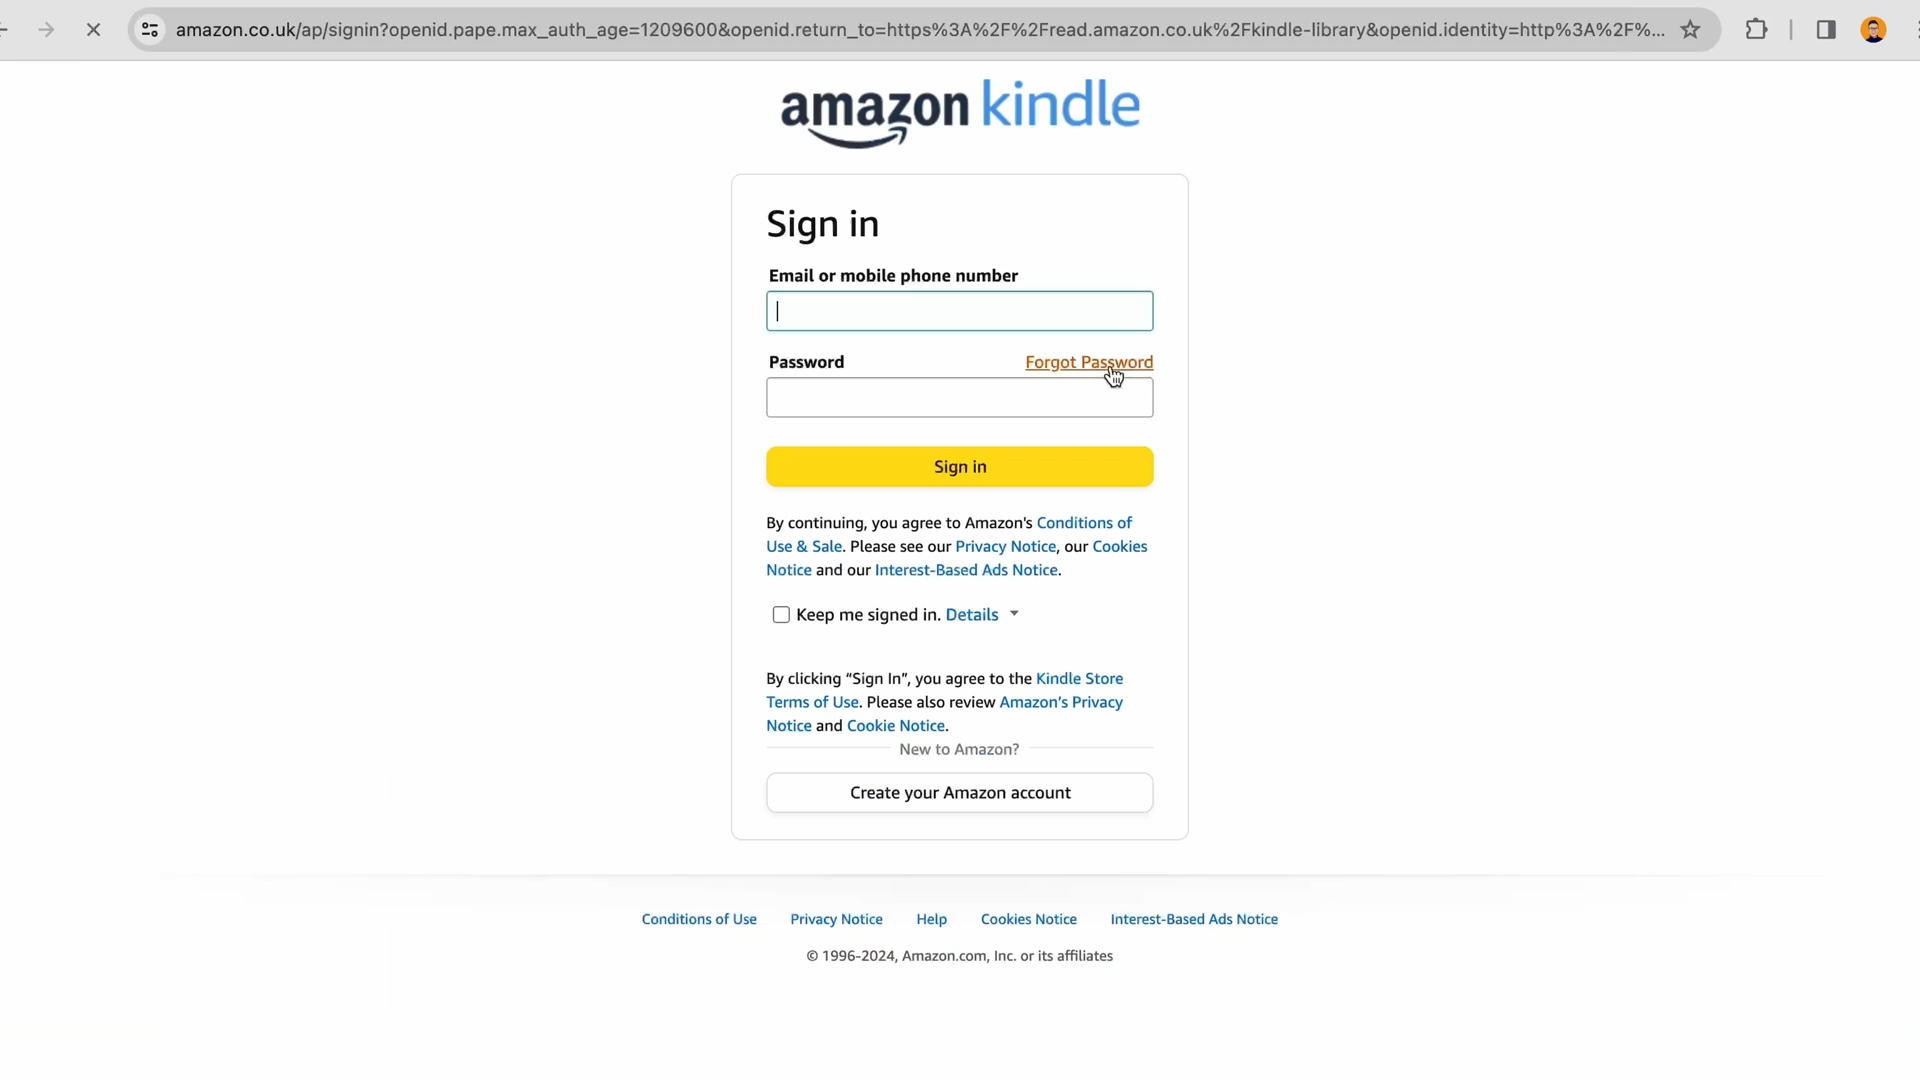 amazon.co.uk/ap/signin?openid.pape.max_auth_age=1209600&openid.return_to=https%3A%2F%2Fread.amazon.co.uk%2Fkindle-library&openid.identity=http%3A%2F%...
amazon kindle
Sign in
Email or mobile phone number
Password Forgot Password
Sign in
By continuing, you agree to Amazon's Conditions of
Use & Sale. Please see our Privacy Notice, our Cookies
Notice and our Interest-Based Ads Notice.
Keep me signed in. Details
By clicking “Sign In”, you agree to the Kindle Store
Terms of Use. Please also review Amazon’s Privacy
Notice and Cookie Notice.
New to Amazon?
Create your Amazon account
Conditions of Use Privacy Notice Help Cookies Notice Interest-Based Ads Notice
© 1996-2024, Amazon.com, Inc. or its affiliates